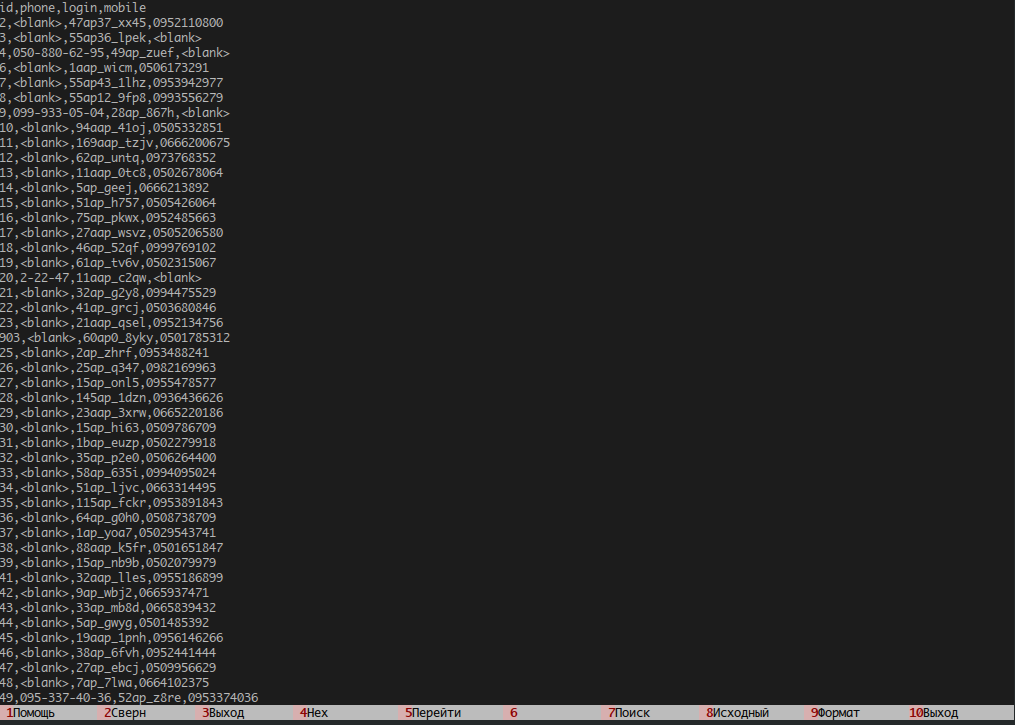 id,phone,login,mobile
2,<blank>,47ap37_xx45,0952110800
3,<blank>,55ap36_lpek,<blank>
4,050-880-62-95,49ap_zuef,<blank>
6,<blank>,1aap_wicm,0506173291
7,<blank>,55ap43_1lhz,0953942977
8,<blank>,55ap12_9fp8,0993556279
9,099-933-05-04,28ap_867h,<blank>
10,<blank>,94aap_41oj,0505332851
11,<blank>,169aap_tzjv,0666200675
12,<blank>,62ap_untq,0973768352
13,<blank>,11aap_0tc8,0502678064
14,<blank>,5ap_geej,0666213892
15,<blank>,51ap_h757,0505426064
16,<blank>,75ap_pkwx,0952485663
17,<blank>,27aap_wsvz,0505206580
18,<blank>,46ap_52qf,0999769102
19,<blank>,61ap_tv6v,0502315067
20,2-22-47,11aap_c2qw,<blank>
21,<blank>,32ap_g2y8,0994475529
22,<blank>,41ap_grcj,0503680846
23,<blank>,21aap_qsel,0952134756
903,<blank>,60ap0_8yky,0501785312
25,<blank>,2ap_zhrf,0953488241
26,<blank>,25ap_q347,0982169963
27,<blank>,15ap_onl5,0955478577
28,<blank>,145ap_1dzn,0936436626
29,<blank>,23aap_3xrw,0665220186
30,<blank>,15ap_hi63,0509786709
31,<blank>,1bap_euzp,0502279918
32,<blank>,35ap_p2e0,0506264400
33,<blank>,58ap_635i,0994095024
34,<blank>,51ap_ljvc,0663314495
35,<blank>,115ap_fckr,0953891843
36,<blank>,64ap_g0h0,0508738709
37,<blank>,1ap_yoa7,05029543741
38,<blank>,88aap_k5fr,0501651847
39,<blank>,15ap_nb9b,0502079979
41,<blank>,32aap_lles,0955186899
42,<blank>,9ap_wbj2,0665937471
43,<blank>,33ap_mb8d,0665839432
44,<blank>,5ap_gwyg,0501485392
45,<blank>,19aap_1pnh,0956146266
46,<blank>,38ap_6fvh,0952441444
47,<blank>,27ap_ebcj,0509956629
48,<blank>,7ap_7lwa,0664102375
49,095-337-40-36,52ap_z8re,0953374036
1Помощь 2Сверн 3Выход 4Hex 5Перейти 6 7Поиск 8Исходный 9Формат 10Выход